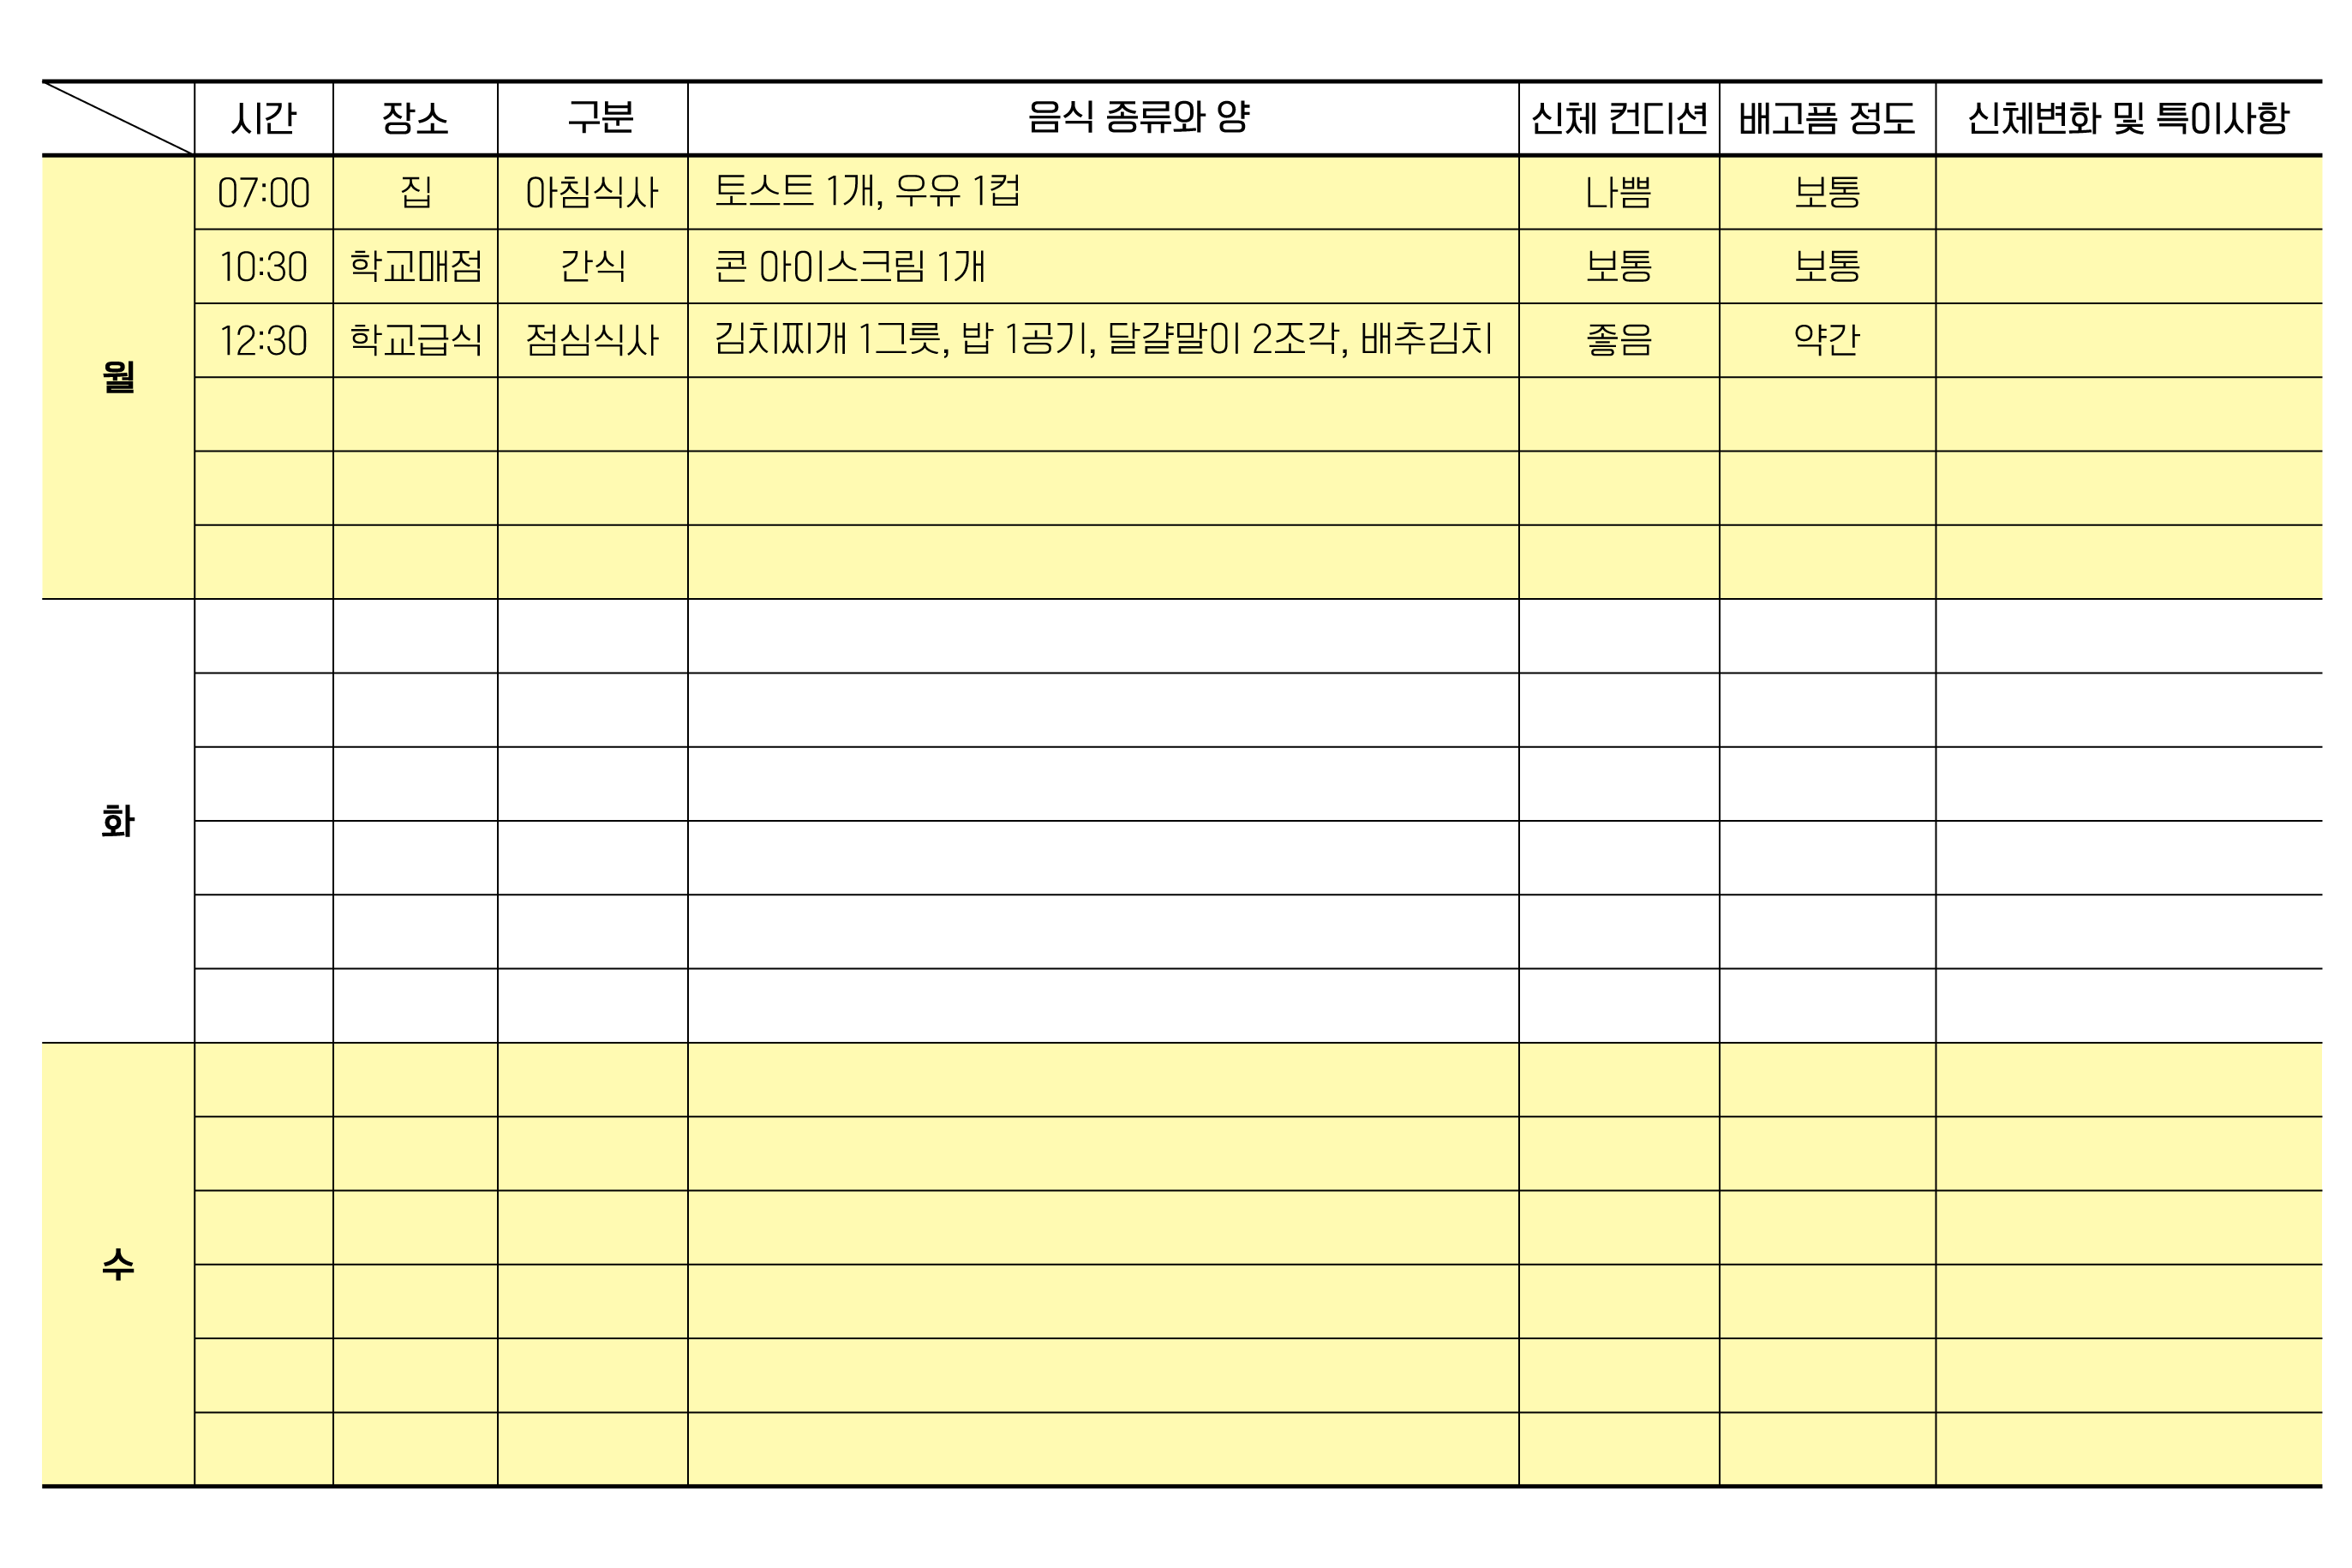 시간 장소 구분 음식 종류와 양 신체 컨디션 배고픔 정도 신체변화 및 특이사항
07:00 집 아침식사 토스트 1개, 우유 1컵 나쁨 보통
10:30 학교매점 간식 콘 아이스크림 1개 보통 보통
12:30 학교급식 점심식사 김치찌개 1그릇, 밥 1공기, 달걀말이 2조각, 배추김치 좋음 약간
월
화
수